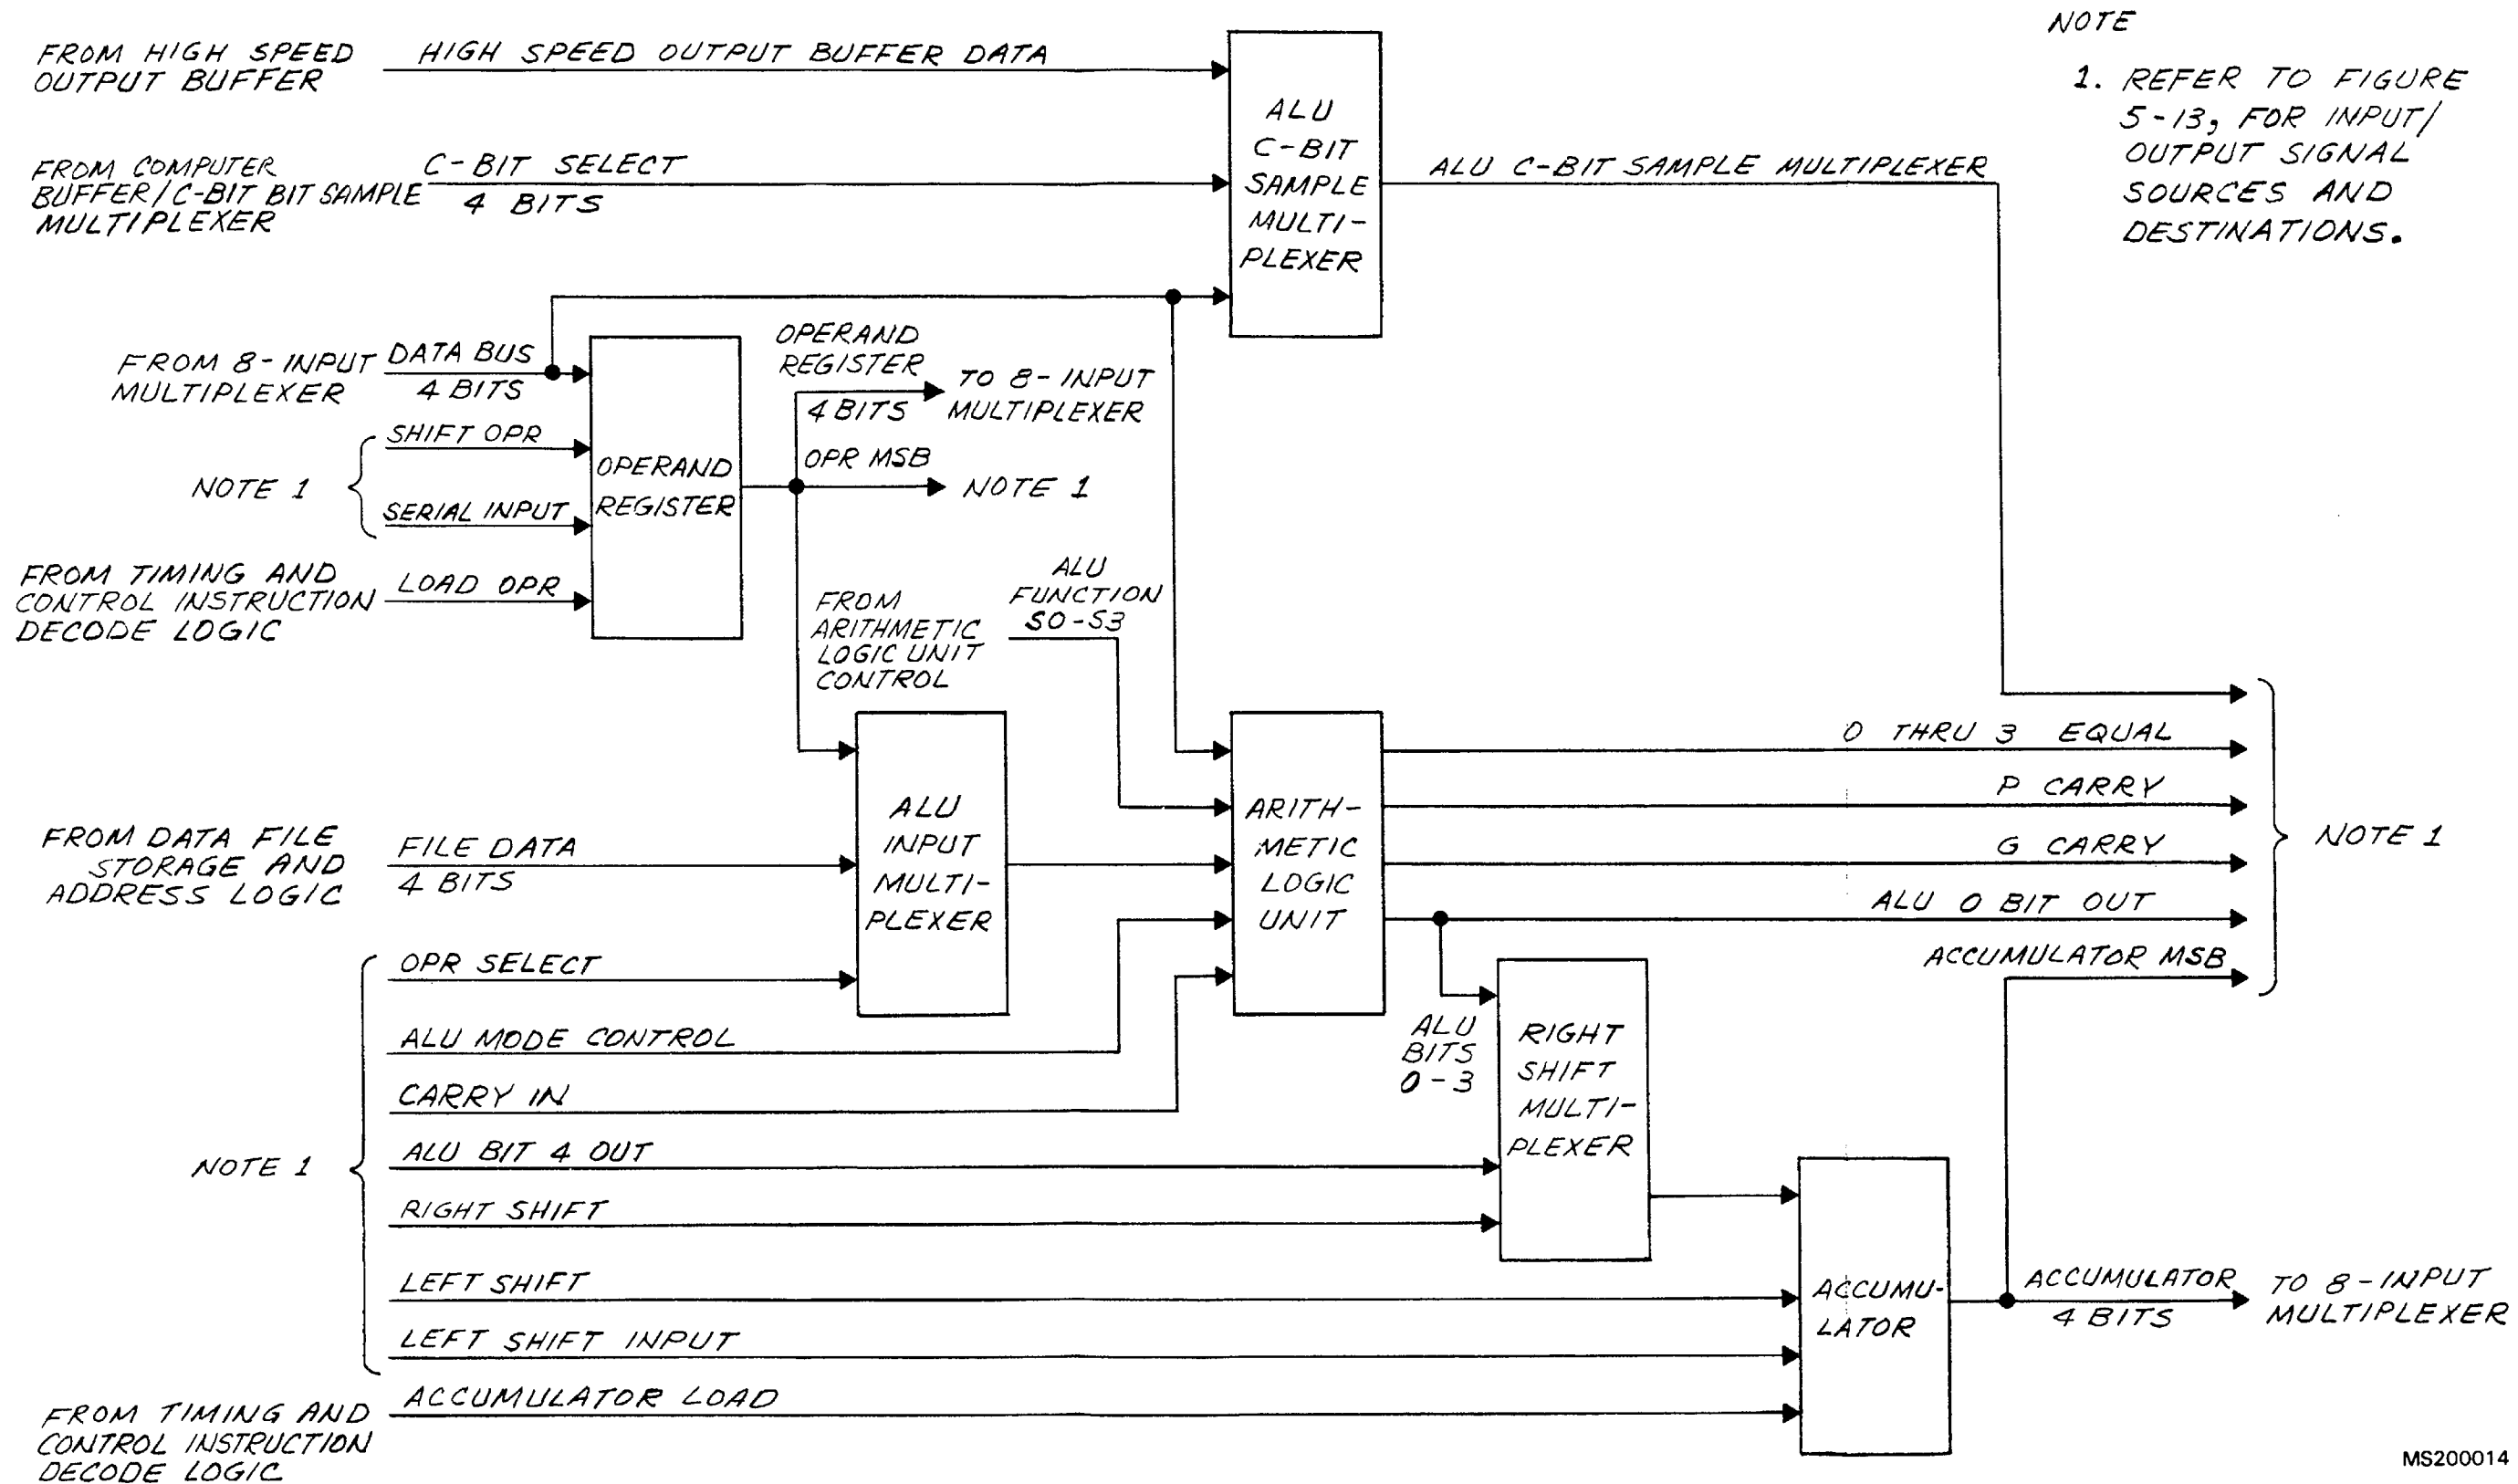 NOTE
1. REFER TO FIGURE
5-13, FOR INPUT/
OUTPUT SIGNAL
SOURCES AND
DESTINATIONS.
FROM HIGH SPEED
OUTPUT BUFFER
HIGH SPEED OUTPUT BUFFER DATA
FROM COMPUTER
BUFFER/C-BIT BIT SAMPLE
MULTIPLEXER
C-BIT SELECT
4 BITS
ALU
C-BIT
SAMPLE
MULTI-
PLEXER
ALU C-BIT SAMPLE MULTIPLEXER
FROM 8-INPUT
MULTIPLEXER
DATA BUS
4 BITS
NOTE 1
SHIFT OPR
SERIAL INPUT
FROM TIMING AND
CONTROL INSTRUCTION
DECODE LOGIC
LOAD OPR
OPERAND
REGISTER
OPERAND
REGISTER
4 BITS
TO 8-INPUT
MULTIPLEXER
OPR MSB
NOTE 1
FROM
ARITHMETIC
LOGIC UNIT
CONTROL
ALU
FUNCTION
S0-S3
FROM DATA FILE
STORAGE AND
ADDRESS LOGIC
FILE DATA
4 BITS
ALU
INPUT
MULTI-
PLEXER
ARITH-
METIC
LOGIC
UNIT
0 THRU 3 EQUAL
P CARRY
G CARRY
ALU 0 BIT OUT
ACCUMULATOR MSB
NOTE 1
NOTE 1
OPR SELECT
ALU MODE CONTROL
CARRY IN
ALU BIT 4 OUT
RIGHT SHIFT
LEFT SHIFT
LEFT SHIFT INPUT
ALU
BITS
0-3
RIGHT
SHIFT
MULTI-
PLEXER
ACCUMU-
LATOR
ACCUMULATOR
4 BITS
TO 8-INPUT
MULTIPLEXER
FROM TIMING AND
CONTROL INSTRUCTION
DECODE LOGIC
ACCUMULATOR LOAD
MS200014